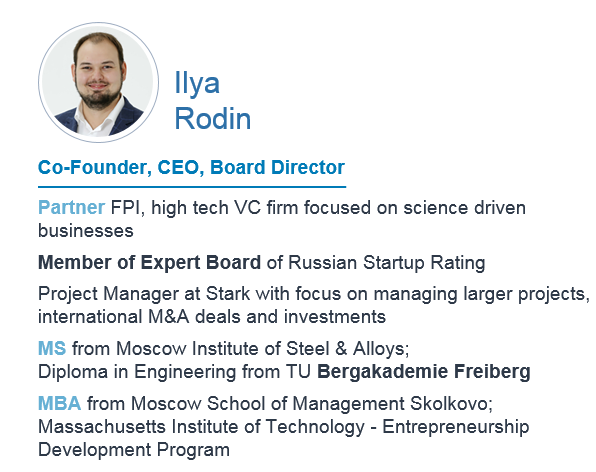 Ilya
Rodin
Co-Founder, CEO, Board Director
Partner FPI, high tech VC firm focused on science driven
businesses
Member of Expert Board of Russian Startup Rating
Project Manager at Stark with focus on managing larger projects,
international M&A deals and investments
MS from Moscow Institute of Steel & Alloys;
Diploma in Engineering from TU Bergakademie Freiberg
MBA from Moscow School of Management Skolkovo;
Massachusetts Institute of Technology - Entrepreneurship
Development Program